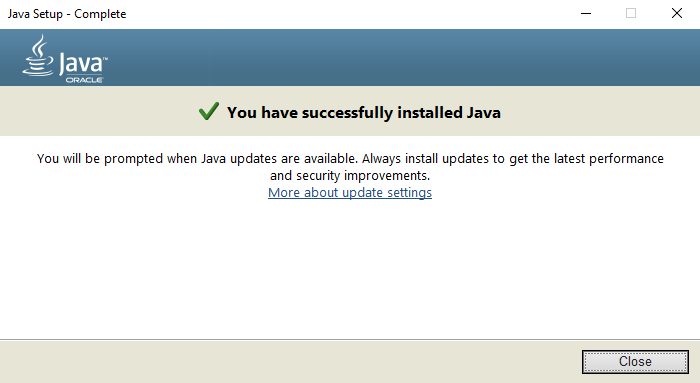 Java Setup - Complete
Java™
ORACLE
You have successfully installed Java
You will be prompted when Java updates are available. Always install updates to get the latest performance
and security improvements.
More about update settings
Close